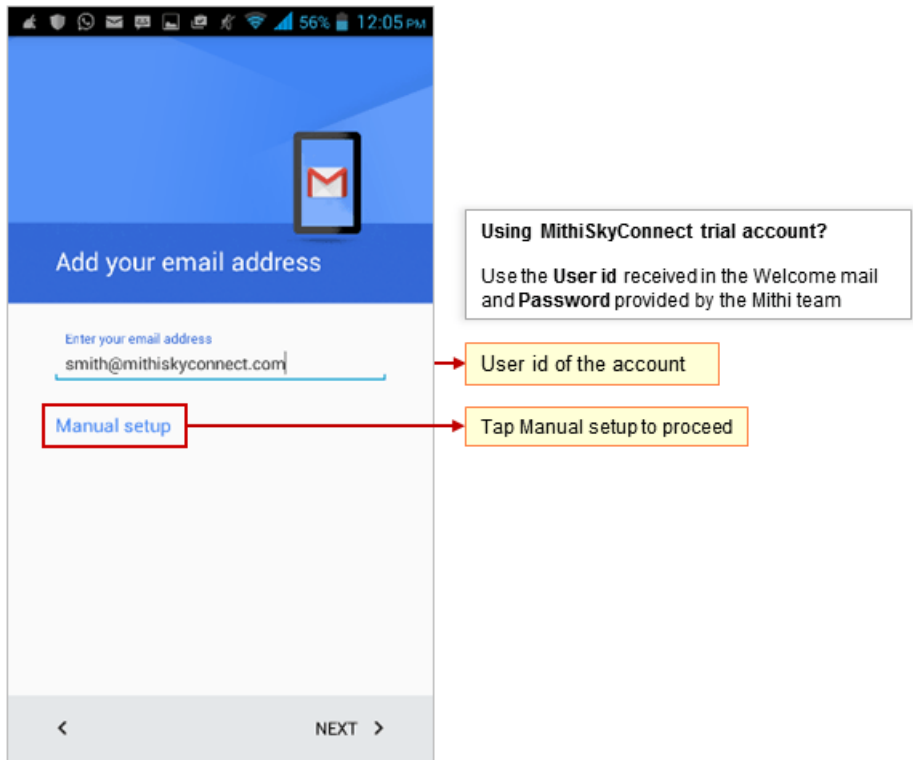 56% 12:05 PM
Add your email address
Enter your email address
smith@mithiskyconnect.com
Manual setup
NEXT
Using MithiSkyConnect trial account?
Use the User id received in the Welcome mail
and Password provided by the Mithi team
User id of the account
Tap Manual setup to proceed